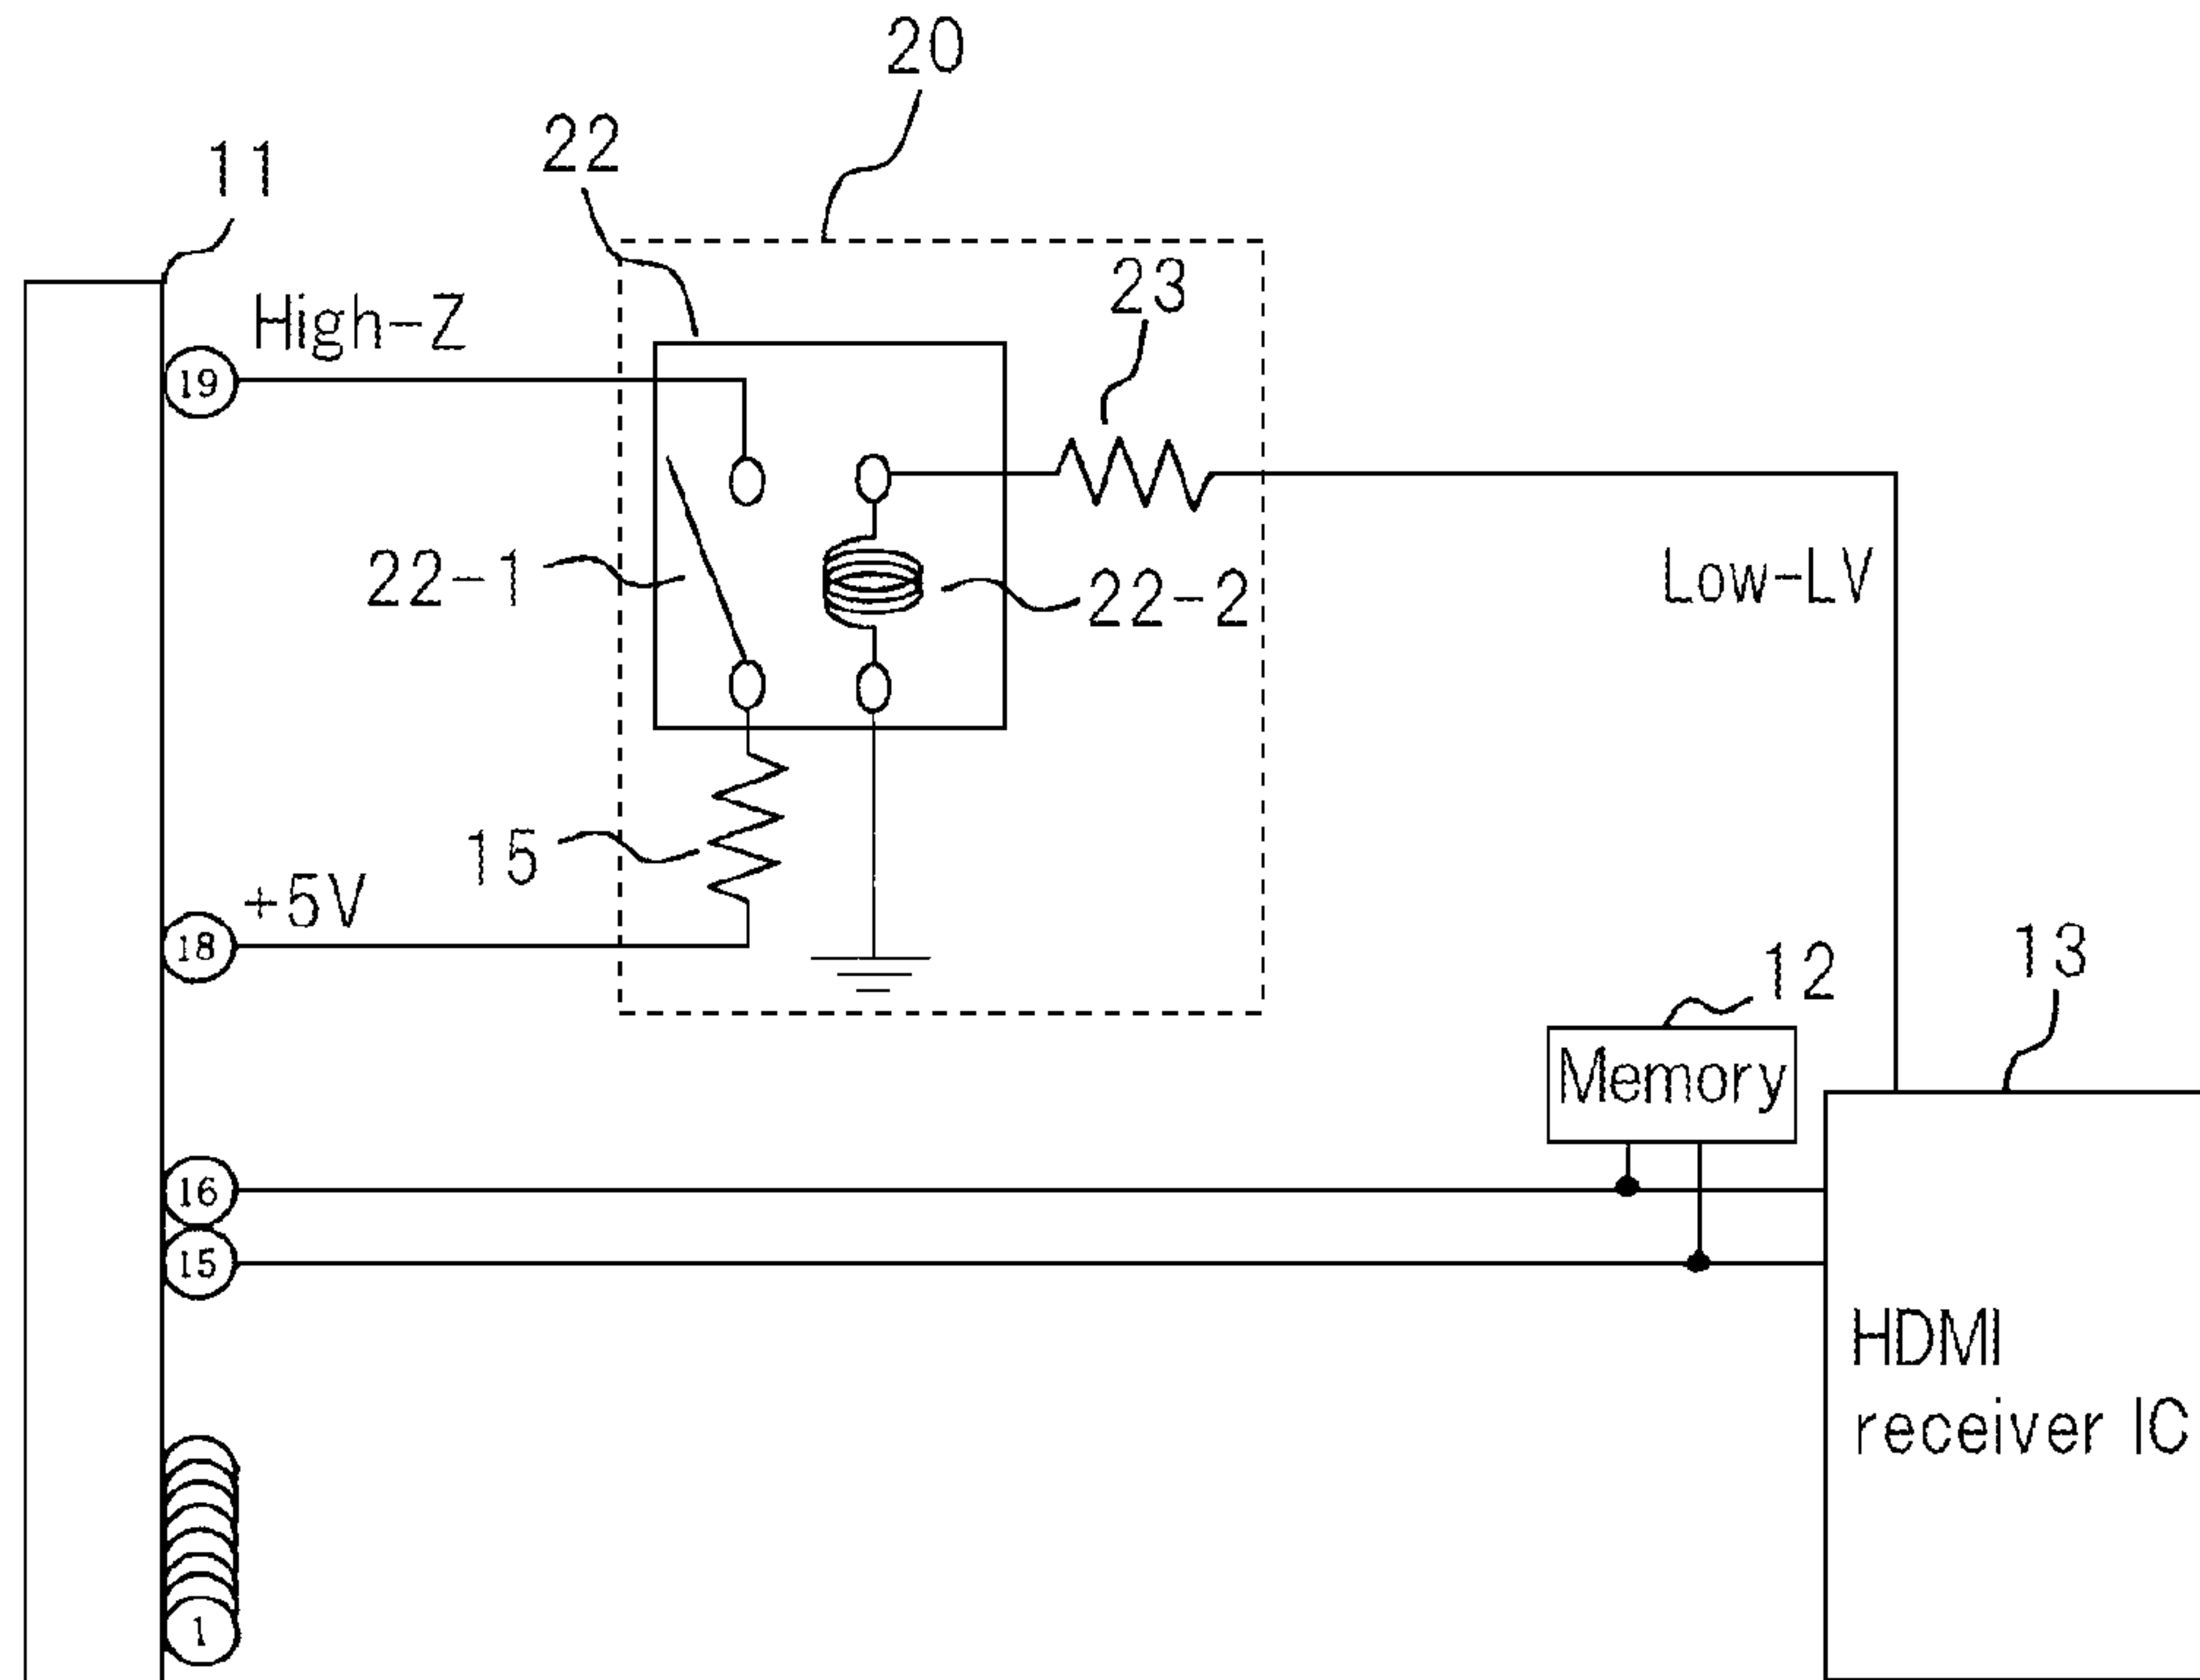 20
22
11
23
High-Z
19
22-1
22-2
Low-LV
15
+5V
18
12
13
Memory
16
15
HDMI
receiver IC
1